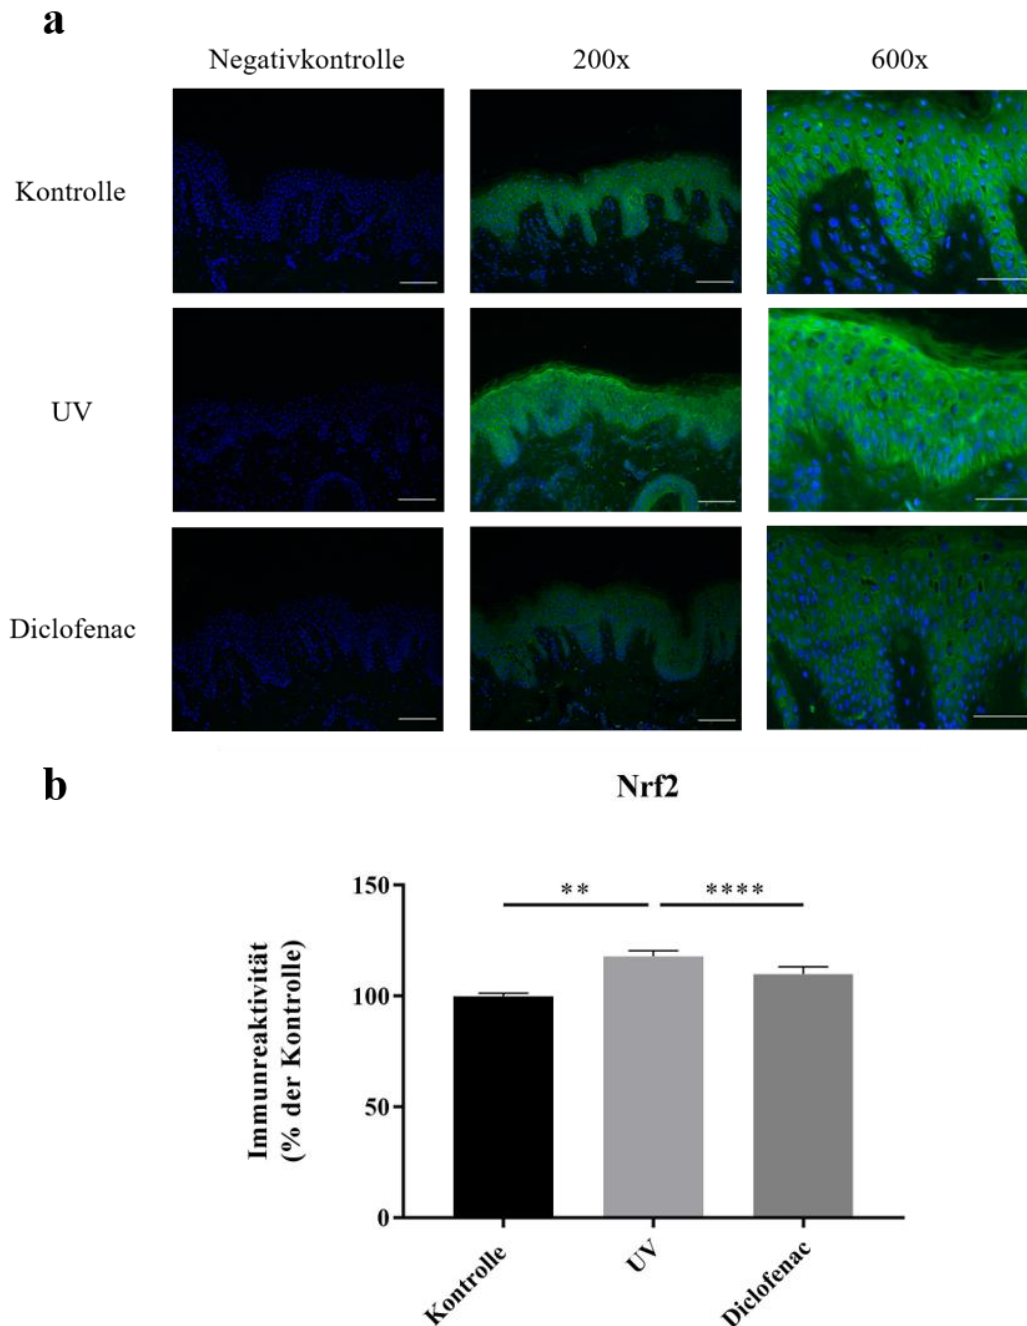 a
Negativkontrolle 200x 600x
Kontrolle
UV
Diclofenac
b
Nrf2
Immunreaktivität
(% der Kontrolle)
150
100
50
0
** ****
Kontrolle UV Diclofenac